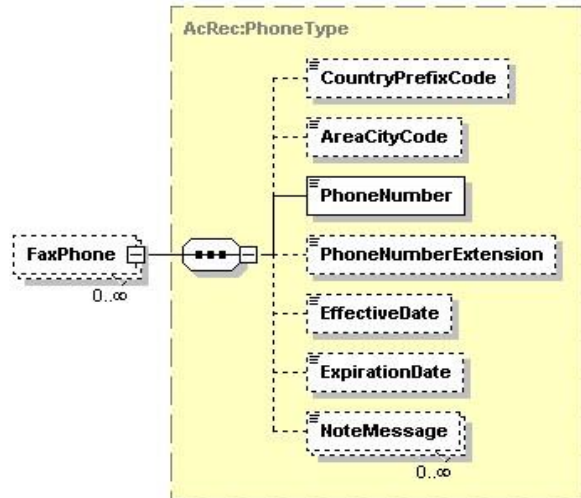 AcRec:PhoneType
CountryPrefixCode
AreaCityCode
PhoneNumber
FaxPhone
0..∞
PhoneNumberExtension
EffectiveDate
ExpirationDate
NoteMessage
0..∞